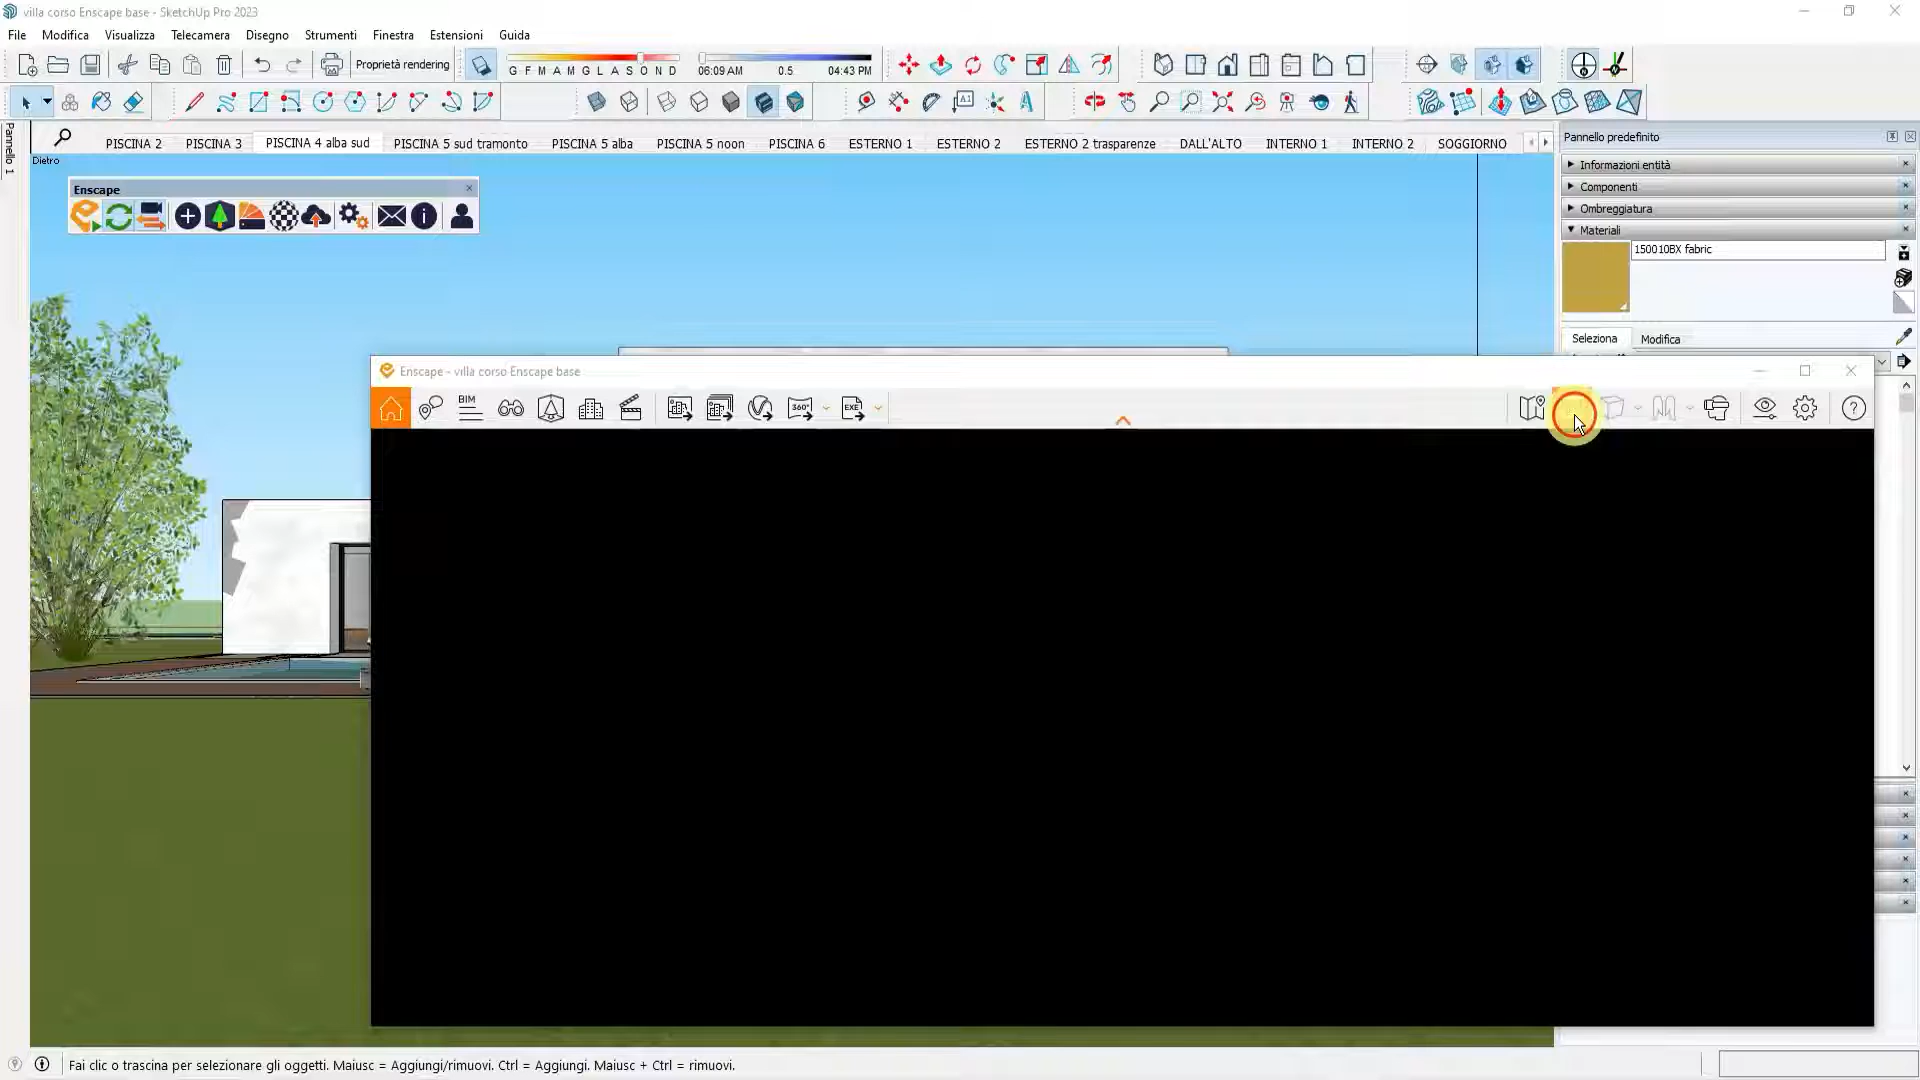 villa corso Enscape base - SketchUp Pro 2023
File Modifica Visualizza Telecamera Disegno Strumenti Finestra Estensioni Guida
Proprietà rendering
G F M A M G L A S O N D
06:09 AM 0.5 04:43 PM
Pannello 1
PISCINA 2 PISCINA 3 PISCINA 4 alba sud PISCINA 5 sud tramonto PISCINA 5 alba PISCINA 5 noon PISCINA 6 ESTERNO 1 ESTERNO 2 ESTERNO 2 trasparenze DALL'ALTO INTERNO 1 INTERNO 2 SOGGIORNO
Dietro
Enscape
Pannello predefinito
Informazioni entità
Componenti
Ombreggiatura
Materiali
150010BX fabric
Seleziona Modifica
Enscape - villa corso Enscape base
BIM
360°
EXE
Fai clic o trascina per selezionare gli oggetti. Maiusc = Aggiungi/rimuovi. Ctrl = Aggiungi. Maiusc + Ctrl = rimuovi.